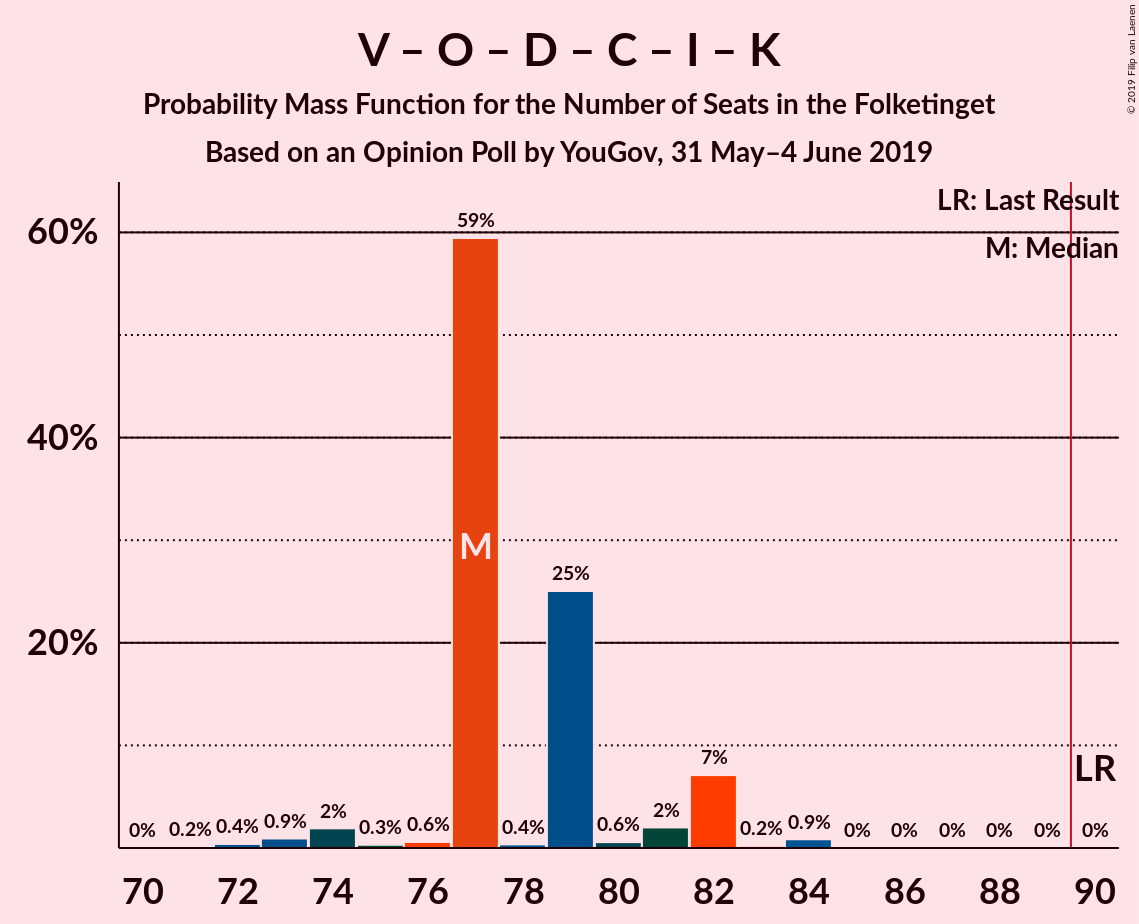 V – O – D – C – I – K
Probability Mass Function for the Number of Seats in the Folketinget
Based on an Opinion Poll by YouGov, 31 May–4 June 2019
© 2019 Filip van Laenen
LR: Last Result
M: Median
60%
40%
20%
0% 0.2% 0.4% 0.9% 2% 0.3% 0.6% 59% 0.4% 25% 0.6% 2% 7% 0.2% 0.9% 0% 0% 0% 0% 0% 0%
M
LR
70 72 74 76 78 80 82 84 86 88 90